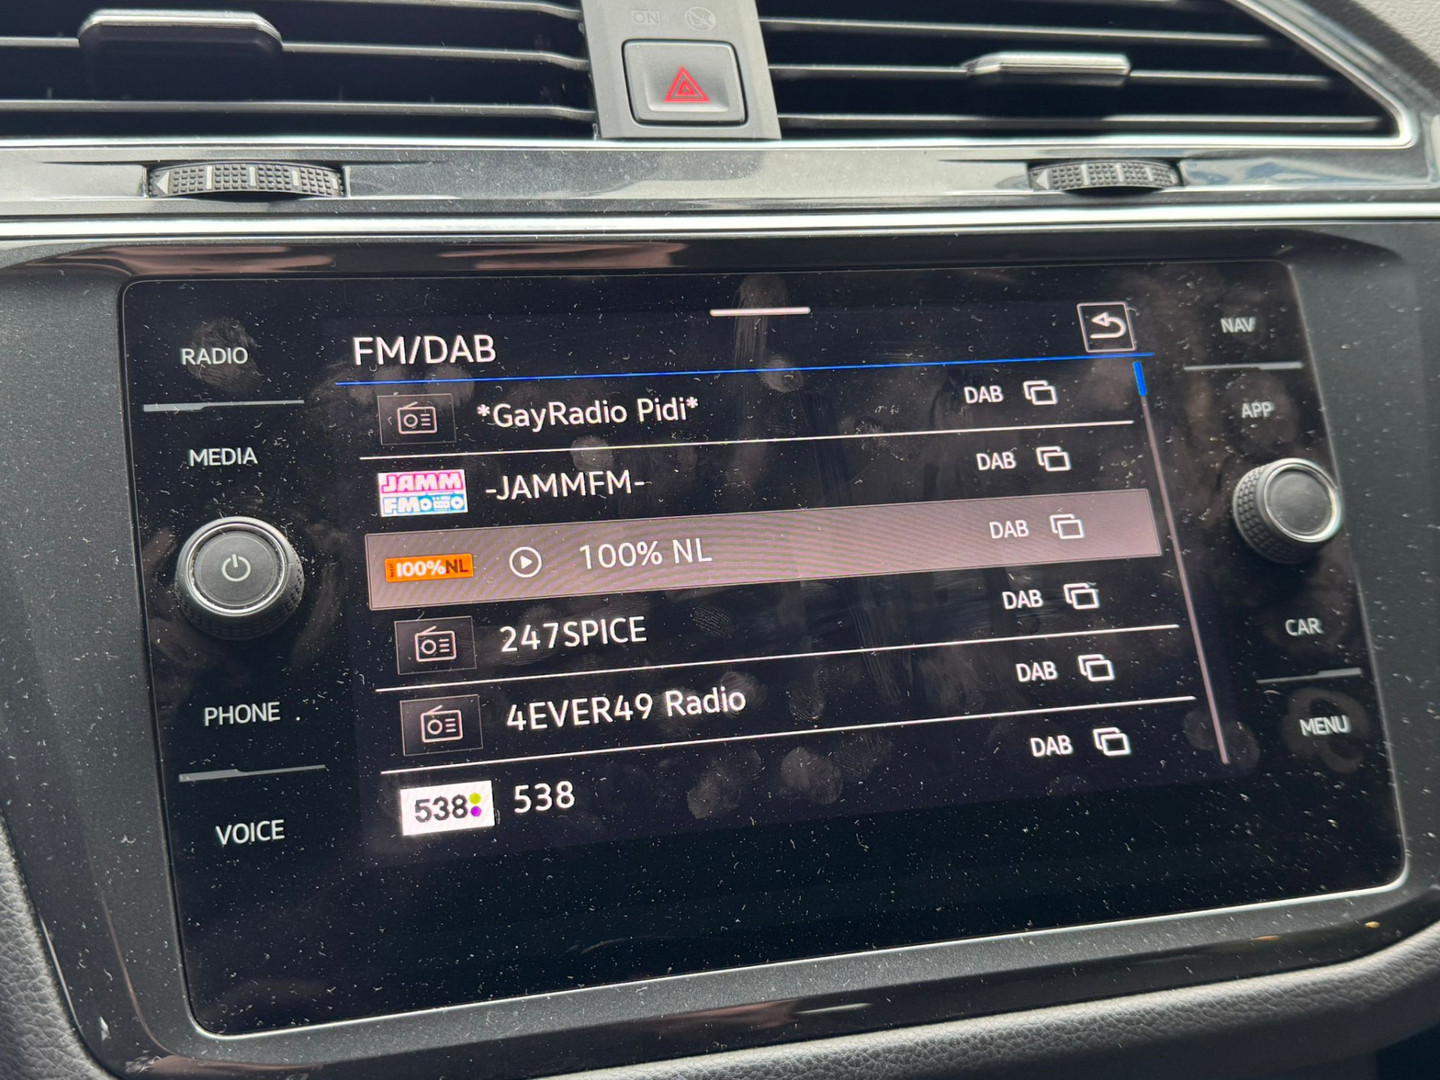 ON
RADIO
MEDIA
PHONE
VOICE
FM/DAB
*GayRadio Pidi* DAB
JAMM
FM
-JAMMFM- DAB
100%NL
100% NL DAB
247SPICE DAB
4EVER49 Radio DAB
538
538 DAB
NAV
APP
CAR
MENU